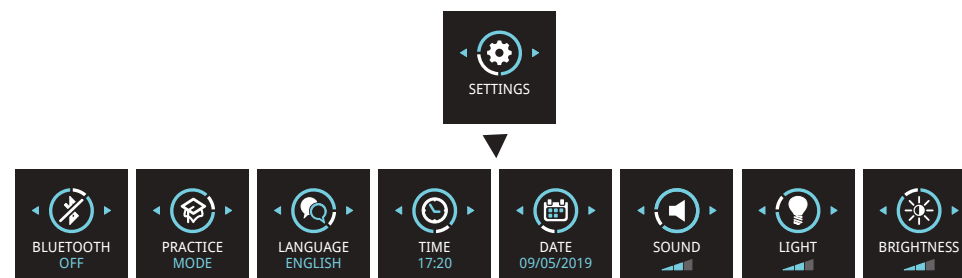 SETTINGS
BLUETOOTH
OFF
PRACTICE
MODE
LANGUAGE
ENGLISH
TIME
17:20
DATE
09/05/2019
SOUND
LIGHT
BRIGHTNESS